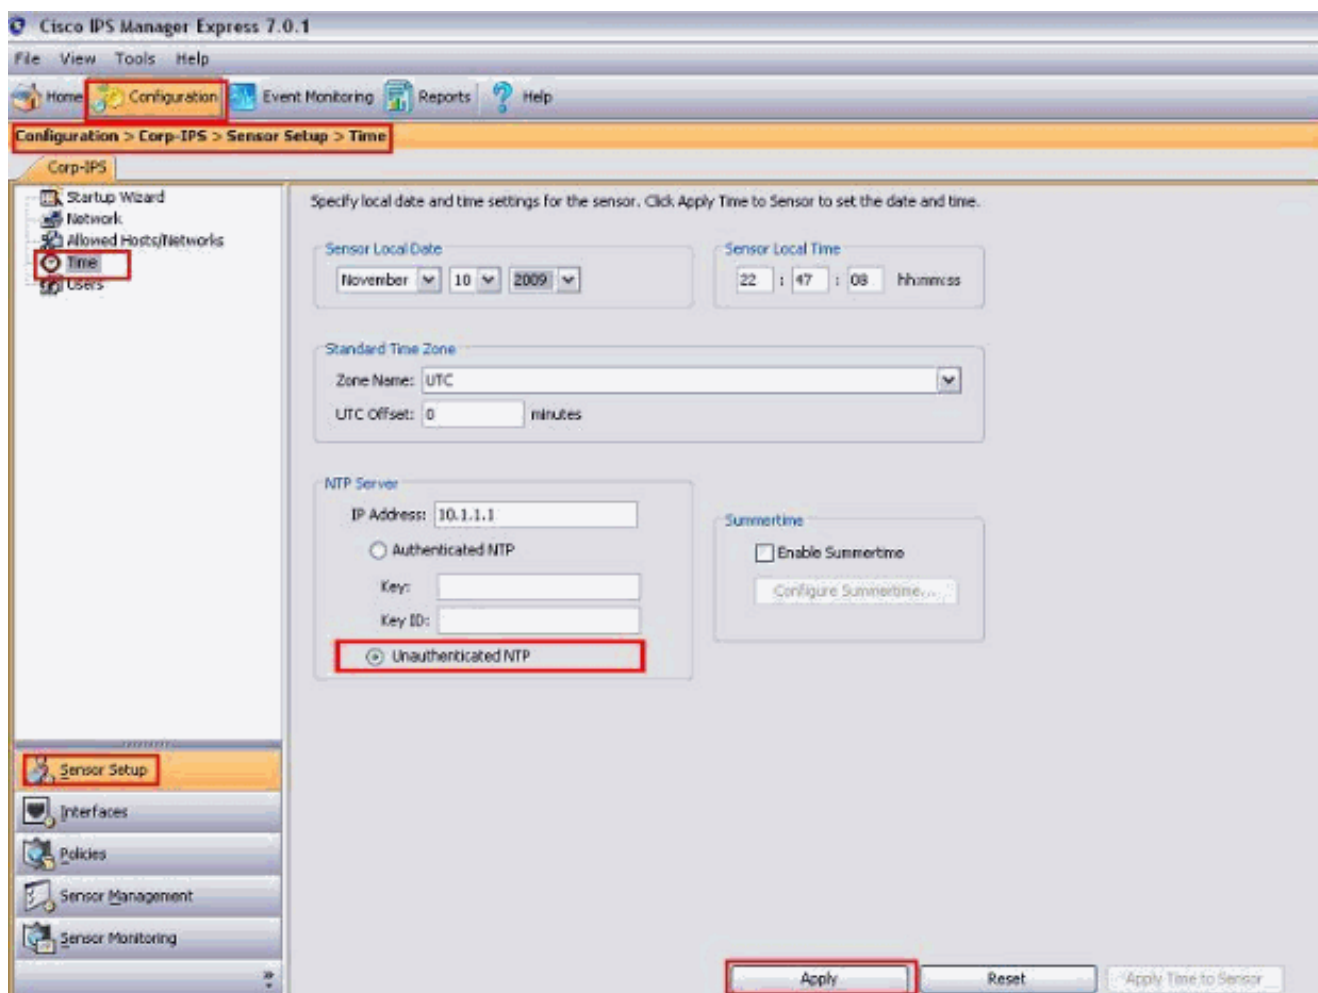 Cisco IPS Manager Express 7.0.1
File View Tools Help
Home Configuration Event Monitoring Reports Help
Configuration > Corp-IPS > Sensor Setup > Time
Corp-IPS
Startup Wizard
Network
Allowed Hosts/Networks
Time
Users
Specify local date and time settings for the sensor. Click Apply Time to Sensor to set the date and time.
Sensor Local Date
November 10 2009
Sensor Local Time
22 : 47 : 08 hh:mm:ss
Standard Time Zone
Zone Name: UTC
UTC Offset: 0 minutes
NTP Server
IP Address: 10.1.1.1
Authenticated NTP
Key:
Key ID:
Unauthenticated NTP
Summertime
Enable Summertime
Configure Summertime...
Sensor Setup
Interfaces
Policies
Sensor Management
Sensor Monitoring
Apply Reset Apply Time to Sensor